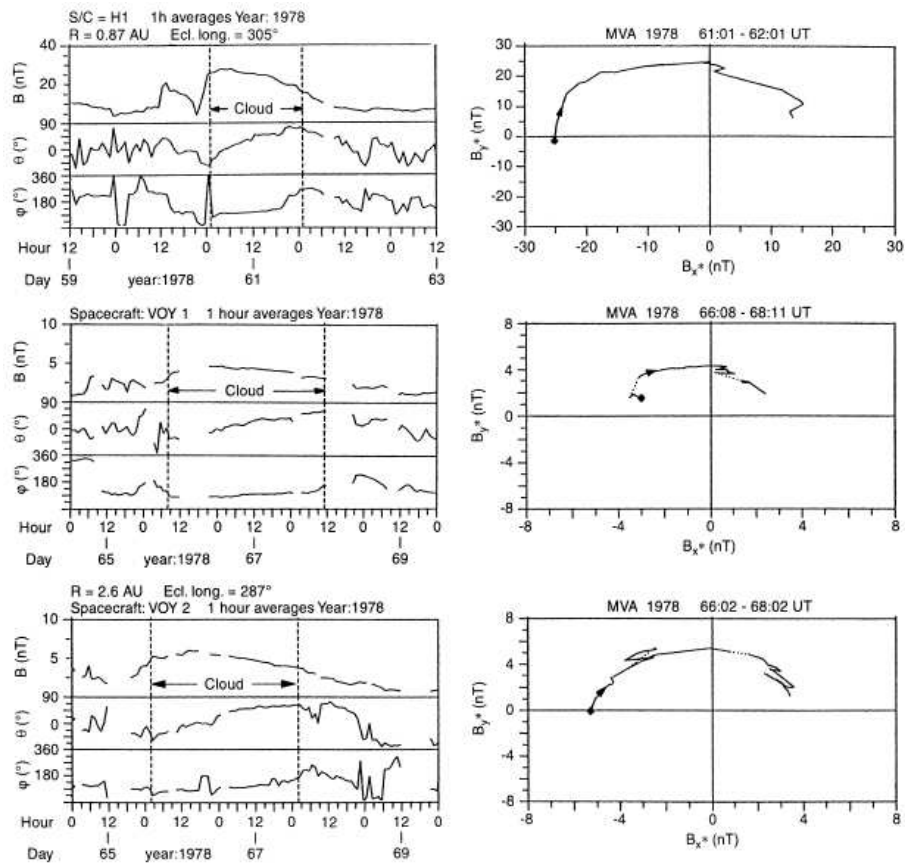 S/C = H1 1h averages Year: 1978
R = 0.87 AU Ecl. long. = 305°
40
B (nT)
20
Cloud
90
θ (°)
0
360
φ (°)
180
Hour
12 0 12 0 12 0 12 0 12
Day
59 year:1978 61 63
MVA 1978 61:01 - 62:01 UT
30
20
10
By* (nT)
0
-10
-20
-30
-30 -20 -10 0 10 20 30
Bx* (nT)
Spacecraft: VOY 1 1 hour averages Year:1978
10
B (nT)
5
Cloud
90
θ (°)
0
360
φ (°)
180
Hour
0 12 0 12 0 12 0 12 0 12 0
Day
65 year:1978 67 69
MVA 1978 66:08 - 68:11 UT
8
4
By* (nT)
0
-4
-8
-8 -4 0 4 8
Bx* (nT)
R = 2.6 AU Ecl. long. = 287°
Spacecraft: VOY 2 1 hour averages Year:1978
10
B (nT)
5
Cloud
90
θ (°)
0
360
φ (°)
180
Hour
0 12 0 12 0 12 0 12 0 12 0
Day
65 year:1978 67 69
MVA 1978 66:02 - 68:02 UT
8
4
By* (nT)
0
-4
-8
-8 -4 0 4 8
Bx* (nT)